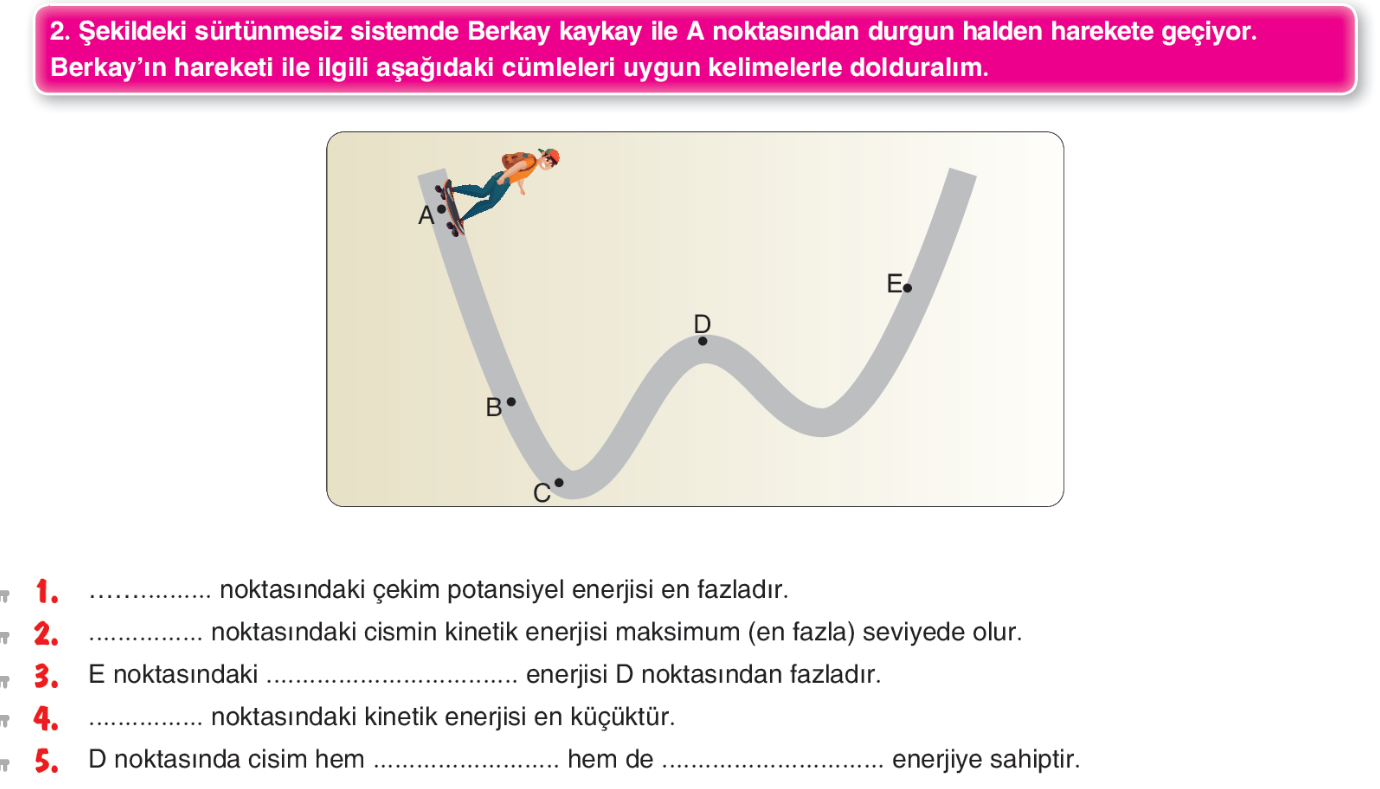 2. Şekildeki sürtünmesiz sistemde Berkay kaykay ile A noktasından durgun halden harekete geçiyor.
Berkay'ın hareketi ile ilgili aşağıdaki cümleleri uygun kelimelerle dolduralım.
A
D
E
B
C
1. ............... noktasındaki çekim potansiyel enerjisi en fazladır.
2. ................ noktasındaki cismin kinetik enerjisi maksimum (en fazla) seviyede olur.
3. E noktasındaki ................................... enerjisi D noktasından fazladır.
4. ................ noktasındaki kinetik enerjisi en küçüktür.
5. D noktasında cisim hem .......................... hem de ............................... enerjiye sahiptir.